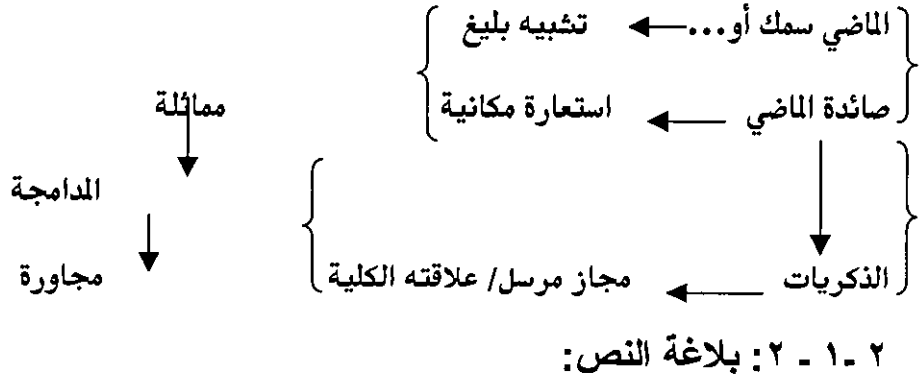 الماضي سمك أو... تشبيه بليغ
صائدة الماضي استعارة مكانية مماثلة
المدامجة
الذكريات مجاز مرسل/ علاقته الكلية مجاورة
٢ ـ ١ ـ ٢: بلاغة النص: